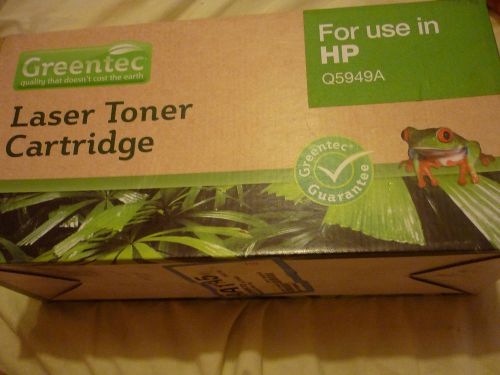 Greentec
quality that doesn't cost the earth
Laser Toner
Cartridge
For use in
HP
Q5949A
Greentec
Guarantee